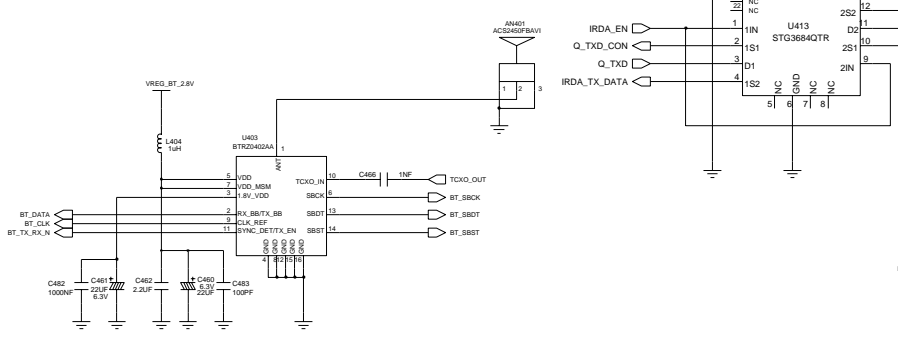 NC
22
NC
12
2S2
11
D2
10
2S1
9
2IN
U413
STG3684QTR
IRDA_EN
1
1IN
Q_TXD_CON
2
1S1
Q_TXD
3
D1
IRDA_TX_DATA
4
1S2
NC
GND
NC
NC
5
6
7
8
AN401
ACS2450FBAVI
1
2
3
VREG_BT_2.8V
L404
1uH
U403
BTRZ0402AA
1
ANT
5
VDD
7
VDD_MSM
3
1.8V_VDD
BT_DATA
2
RX_BB/TX_BB
BT_CLK
9
CLK_REF
BT_TX_RX_N
11
SYNC_DET/TX_EN
TCXO_IN
10
C466
1NF
TCXO_OUT
SBCK
6
BT_SBCK
SBDT
13
BT_SBDT
SBST
14
BT_SBST
GND
GND
GND
GND
GND
4
8
12
15
16
C482
1000NF
C461
22UF
6.3V
+
C462
2.2UF
+
C460
6.3V
22UF
C483
100PF